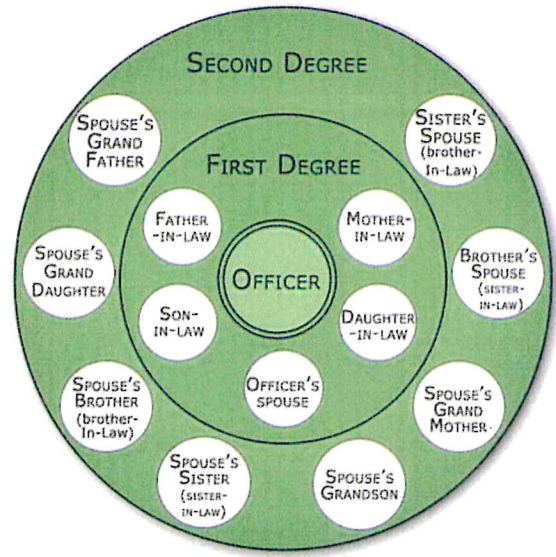 SECOND DEGREE
SPOUSE'S
GRAND
FATHER
SISTER'S
SPOUSE
(brother-
In-Law)
FIRST DEGREE
FATHER
-IN-LAW
MOTHER-
IN-LAW
SPOUSE'S
GRAND
DAUGHTER
OFFICER
BROTHER'S
SPOUSE
(SISTER-
IN-LAW)
SON-
IN-LAW
DAUGHTER
-IN-LAW
SPOUSE'S
BROTHER
(brother-
In-Law)
OFFICER'S
SPOUSE
SPOUSE'S
GRAND
MOTHER
SPOUSE'S
SISTER
(SISTER-
IN-LAW)
SPOUSE'S
GRANDSON